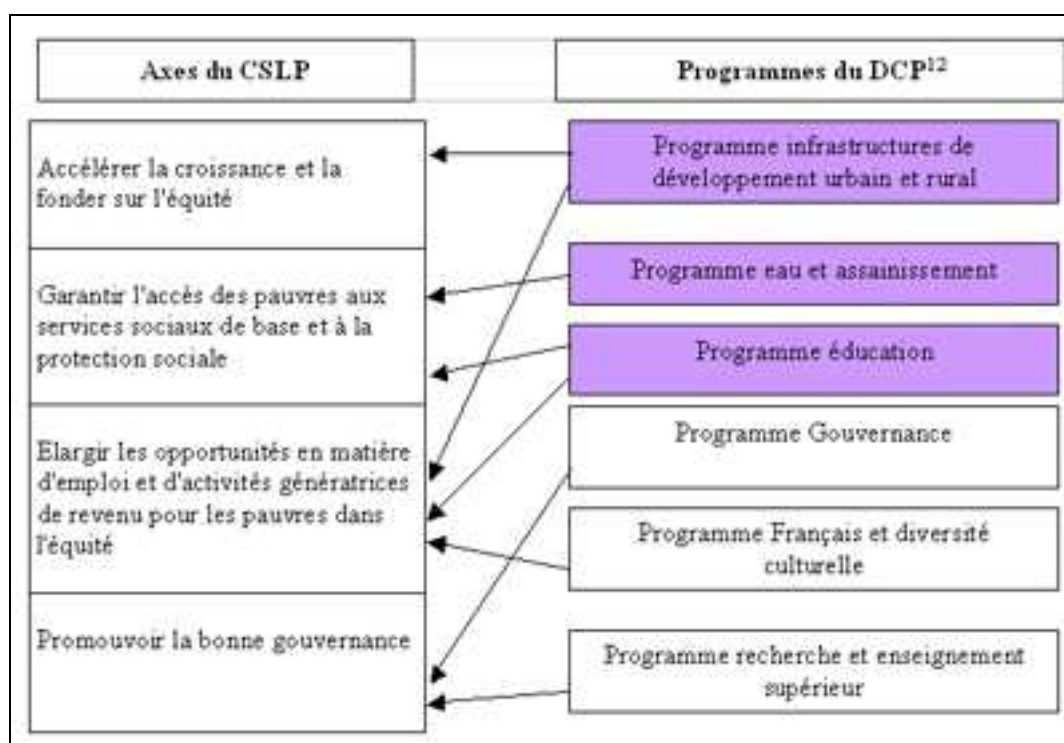 Axes du CSLP
Programmes du DCP¹²
Accélérer la croissance et la
fonder sur l'équité
Garantir l'accès des pauvres aux
services sociaux de base et à la
protection sociale
Elargir les opportunités en matière
d'emploi et d'activités génératrices
de revenu pour les pauvres dans
l'équité
Promouvoir la bonne gouvernance
Programme infrastructures de
développement urbain et rural
Programme eau et assainissement
Programme éducation
Programme Gouvernance
Programme Français et diversité
culturelle
Programme recherche et enseignement
supérieur